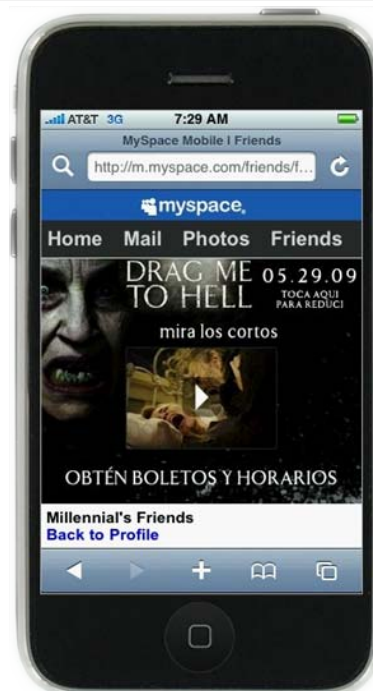 AT&T 3G 7:29 AM
MySpace Mobile | Friends
http://m.myspace.com/friends/f...
myspace.
Home Mail Photos Friends
DRAG ME
TO HELL
05.29.09
TOCA AQUI
PARA REDUCI
mira los cortos
OBTÉN BOLETOS Y HORARIOS
Millennial's Friends
Back to Profile